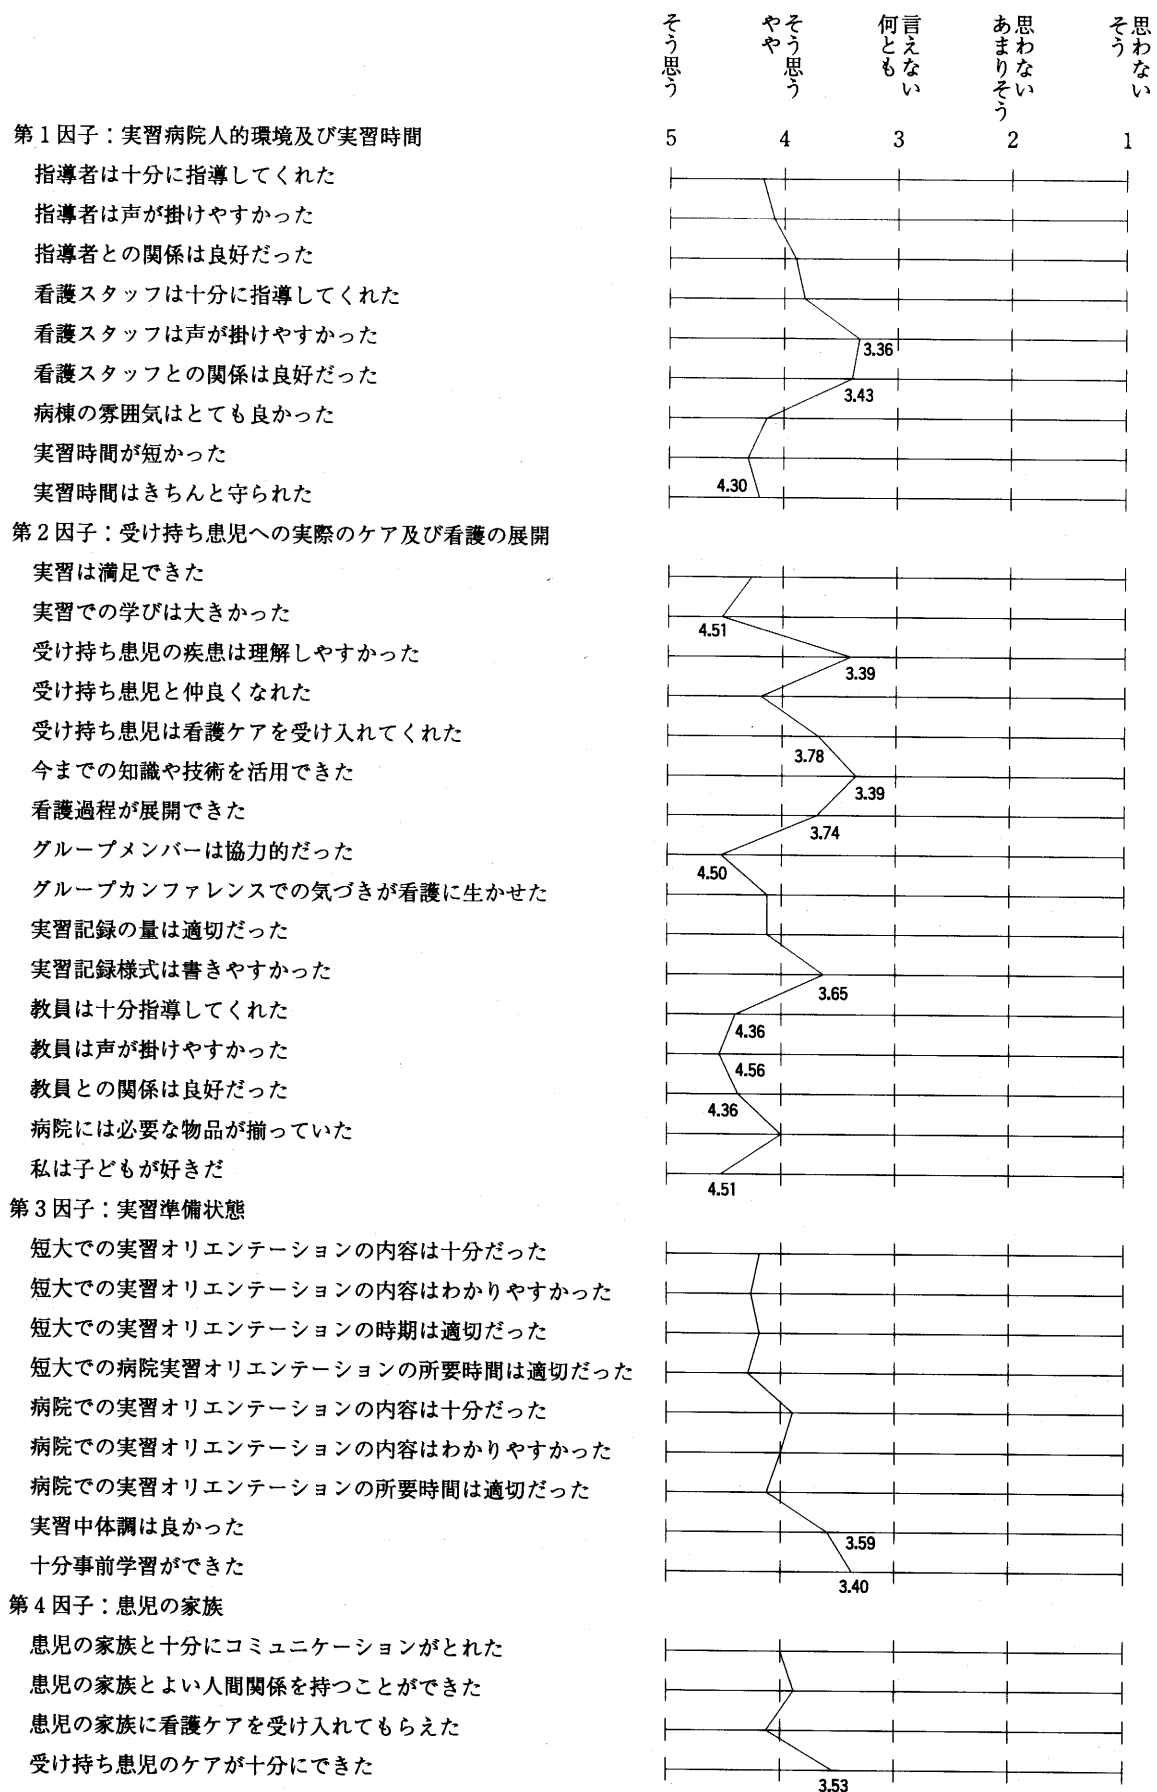 そう思う
やや
そう思う
何とも
言えない
あまりそう
思わない
そう
思わない
第1因子：実習病院人的環境及び実習時間
5 4 3 2 1
指導者は十分に指導してくれた
指導者は声が掛けやすかった
指導者との関係は良好だった
看護スタッフは十分に指導してくれた
看護スタッフは声が掛けやすかった
3.36
看護スタッフとの関係は良好だった
3.43
病棟の雰囲気はとても良かった
実習時間が短かった
4.30
実習時間はきちんと守られた
第2因子：受け持ち患児への実際のケア及び看護の展開
実習は満足できた
実習での学びは大きかった
4.51
受け持ち患児の疾患は理解しやすかった
3.39
受け持ち患児と仲良くなれた
受け持ち患児は看護ケアを受け入れてくれた
3.78
今までの知識や技術を活用できた
3.39
看護過程が展開できた
3.74
グループメンバーは協力的だった
4.50
グループカンファレンスでの気づきが看護に生かせた
実習記録の量は適切だった
実習記録様式は書きやすかった
3.65
教員は十分指導してくれた
4.36
教員は声が掛けやすかった
4.56
教員との関係は良好だった
4.36
病院には必要な物品が揃っていた
私は子どもが好きだ
4.51
第3因子：実習準備状態
短大での実習オリエンテーションの内容は十分だった
短大での実習オリエンテーションの内容はわかりやすかった
短大での実習オリエンテーションの時期は適切だった
短大での病院実習オリエンテーションの所要時間は適切だった
病院での実習オリエンテーションの内容は十分だった
病院での実習オリエンテーションの内容はわかりやすかった
病院での実習オリエンテーションの所要時間は適切だった
実習中体調は良かった
3.59
十分事前学習ができた
3.40
第4因子：患児の家族
患児の家族と十分にコミュニケーションがとれた
患児の家族とよい人間関係を持つことができた
患児の家族に看護ケアを受け入れてもらえた
受け持ち患児のケアが十分にできた
3.53